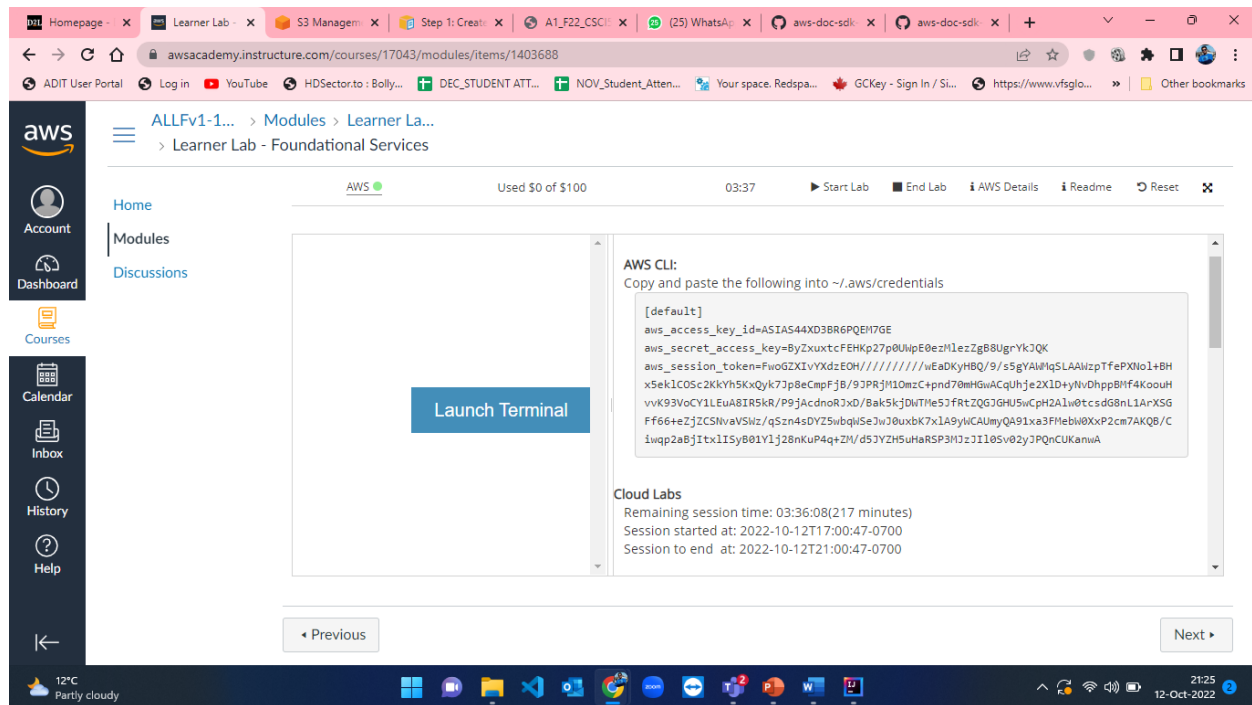 Homepage -
Learner Lab -
S3 Managem
Step 1: Create
A1_F22_CSCI5
(25) WhatsAp
aws-doc-sdk-
aws-doc-sdk-
awsacademy.instructure.com/courses/17043/modules/items/1403688
ADIT User Portal
Log in
YouTube
HDSector.to : Bolly...
DEC_STUDENT ATT...
NOV_Student_Atten...
Your space. Redspa...
GCKey - Sign In / Si...
https://www.vfsglo...
»
Other bookmarks
aws
Account
Dashboard
Courses
Calendar
Inbox
History
Help
ALLFv1-1... > Modules > Learner La...
> Learner Lab - Foundational Services
Home
Modules
Discussions
AWS
Used $0 of $100
03:37
Start Lab
End Lab
AWS Details
Readme
Reset
Launch Terminal
AWS CLI:
Copy and paste the following into ~/.aws/credentials
[default]
aws_access_key_id=ASIAS44XD3BR6PQEM7GE
aws_secret_access_key=ByZxuxtcFEHKp27p0UWpE0ezMlezZgB8UgrYkJQK
aws_session_token=FwoGZXIvYXdzEOH//////////wEaDKyHBQ/9/s5gYAWMqSLAAWzpTfePXNol+BH
x5eklCOSc2KkYh5KxQyk7Jp8eCmpFjB/9JPRjM1OmzC+pnd70mHGwACqUhje2XlD+yNvDhppBMf4KoouH
vvK93VoCY1LEuA8IR5kR/P9jAcdnoRJxD/Bak5kjDWTMe5JfRtZQGJGHU5wCpH2Alw0tcsdG8nL1ArXSG
Ff66+eZjZCSNvaVSWz/qSzn4sDYZ5wbqWSeJwJ0uxbK7xlA9yWCAUmyQA91xa3FMebW0XxP2cm7AKQB/C
iwqp2aBjItxlISyB01Ylj28nKuP4q+ZM/d5JYZH5uHaRSP3MJzJIl0Sv02yJPQnCUKanwA
Cloud Labs
Remaining session time: 03:36:08(217 minutes)
Session started at: 2022-10-12T17:00:47-0700
Session to end at: 2022-10-12T21:00:47-0700
Previous
Next
12°C
Partly cloudy
zoom
2
21:25
12-Oct-2022
2